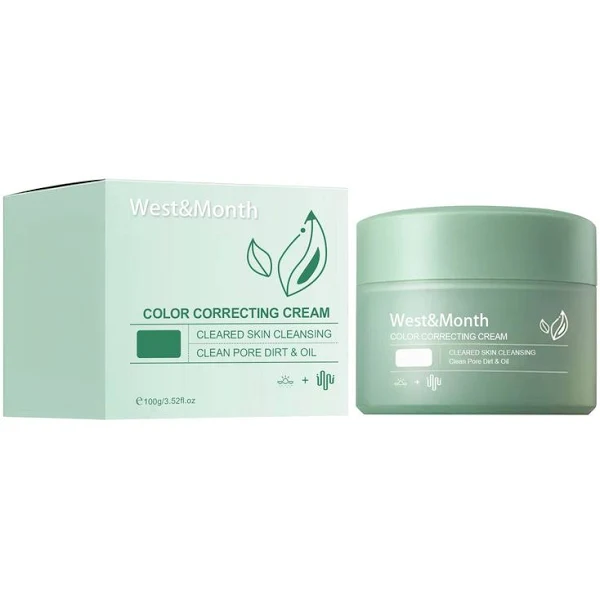 West&Month
COLOR CORRECTING CREAM
CLEARED SKIN CLEANSING
CLEAN PORE DIRT & OIL
+
℮100g/3.52fl.oz
West&Month
COLOR CORRECTING CREAM
CLEARED SKIN CLEANSING
Clean Pore Dirt & Oil
+